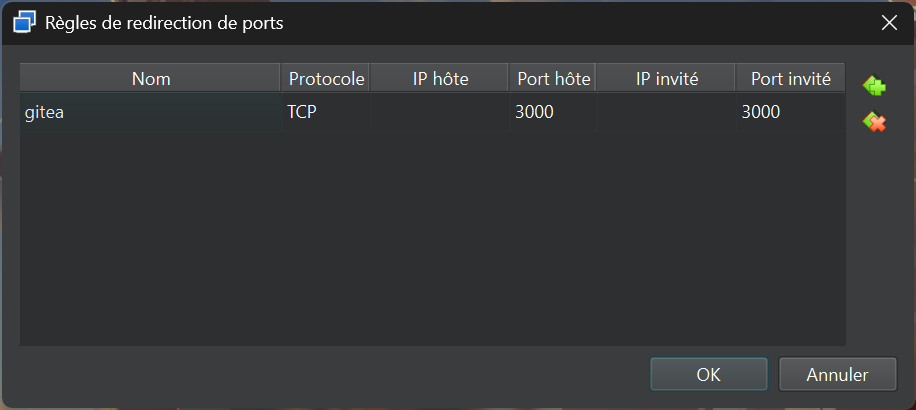 Règles de redirection de ports
Nom Protocole IP hôte Port hôte IP invité Port invité
gitea TCP 3000 3000
OK Annuler